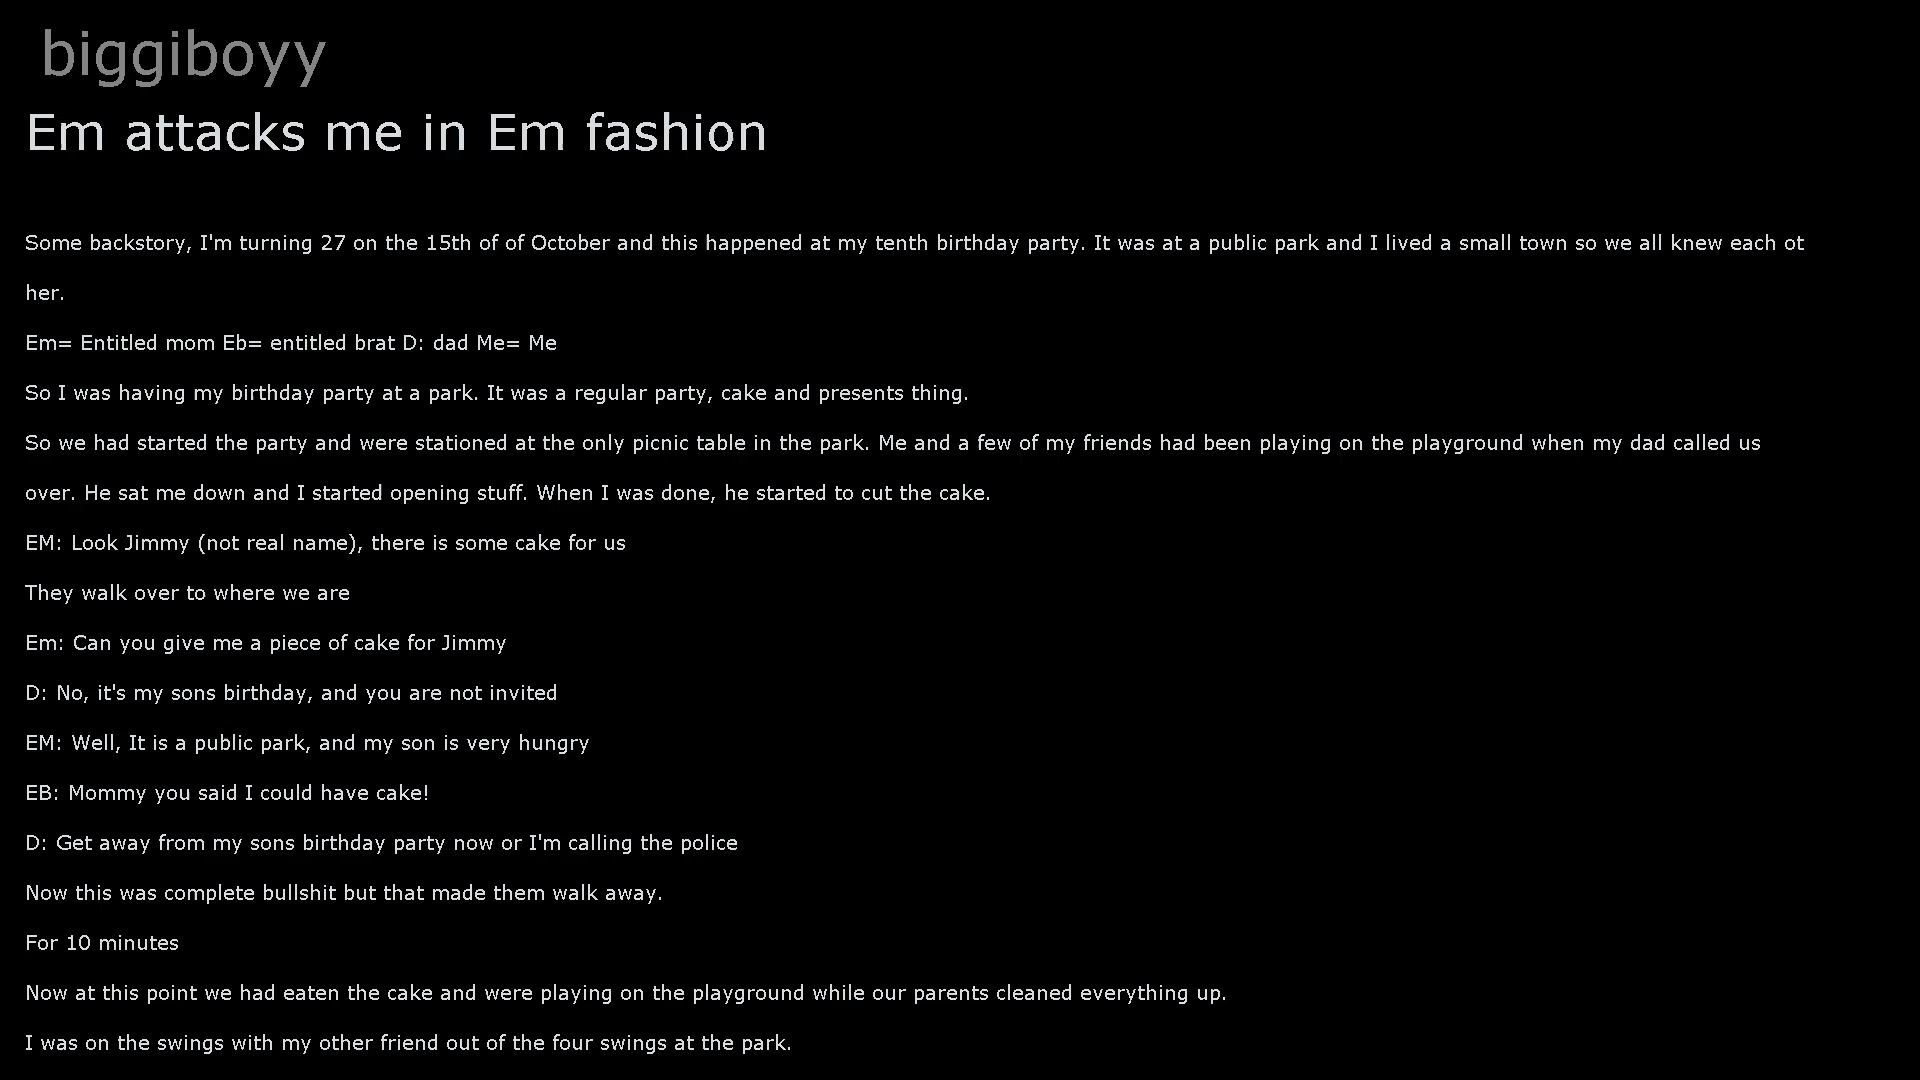 biggiboyy
Em attacks me in Em fashion
Some backstory, I'm turning 27 on the 15th of of October and this happened at my tenth birthday party. It was at a public park and I lived a small town so we all knew each ot
her.
Em= Entitled mom Eb= entitled brat D: dad Me= Me
So I was having my birthday party at a park. It was a regular party, cake and presents thing.
So we had started the party and were stationed at the only picnic table in the park. Me and a few of my friends had been playing on the playground when my dad called us
over. He sat me down and I started opening stuff. When I was done, he started to cut the cake.
EM: Look Jimmy (not real name), there is some cake for us
They walk over to where we are
Em: Can you give me a piece of cake for Jimmy
D: No, it's my sons birthday, and you are not invited
EM: Well, It is a public park, and my son is very hungry
EB: Mommy you said I could have cake!
D: Get away from my sons birthday party now or I'm calling the police
Now this was complete bullshit but that made them walk away.
For 10 minutes
Now at this point we had eaten the cake and were playing on the playground while our parents cleaned everything up.
I was on the swings with my other friend out of the four swings at the park.